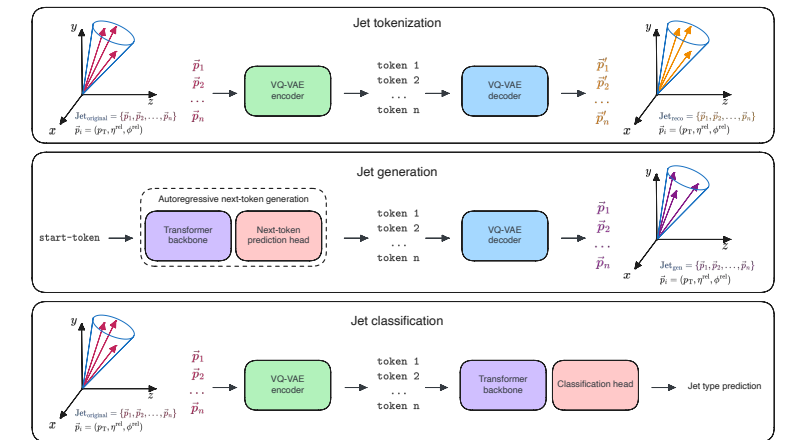 Jet tokenization
y
z
x
Jet_original = {p⃗_1, p⃗_2, ..., p⃗_n}
p⃗_i = (p_T, η^rel, ϕ^rel)
p⃗_1
p⃗_2
...
p⃗_n
VQ-VAE
encoder
token 1
token 2
...
token n
VQ-VAE
decoder
p⃗′_1
p⃗′_2
...
p⃗′_n
y
z
x
Jet_reco = {p⃗_1, p⃗_2, ..., p⃗_n}
p⃗_i = (p_T, η^rel, ϕ^rel)
Jet generation
start-token
Autoregressive next-token generation
Transformer
backbone
Next-token
prediction head
token 1
token 2
...
token n
VQ-VAE
decoder
p⃗_1
p⃗_2
...
p⃗_n
y
z
x
Jet_gen = {p⃗_1, p⃗_2, ..., p⃗_n}
p⃗_i = (p_T, η^rel, ϕ^rel)
Jet classification
y
z
x
Jet_original = {p⃗_1, p⃗_2, ..., p⃗_n}
p⃗_i = (p_T, η^rel, ϕ^rel)
p⃗_1
p⃗_2
...
p⃗_n
VQ-VAE
encoder
token 1
token 2
...
token n
Transformer
backbone
Classification head
Jet type prediction